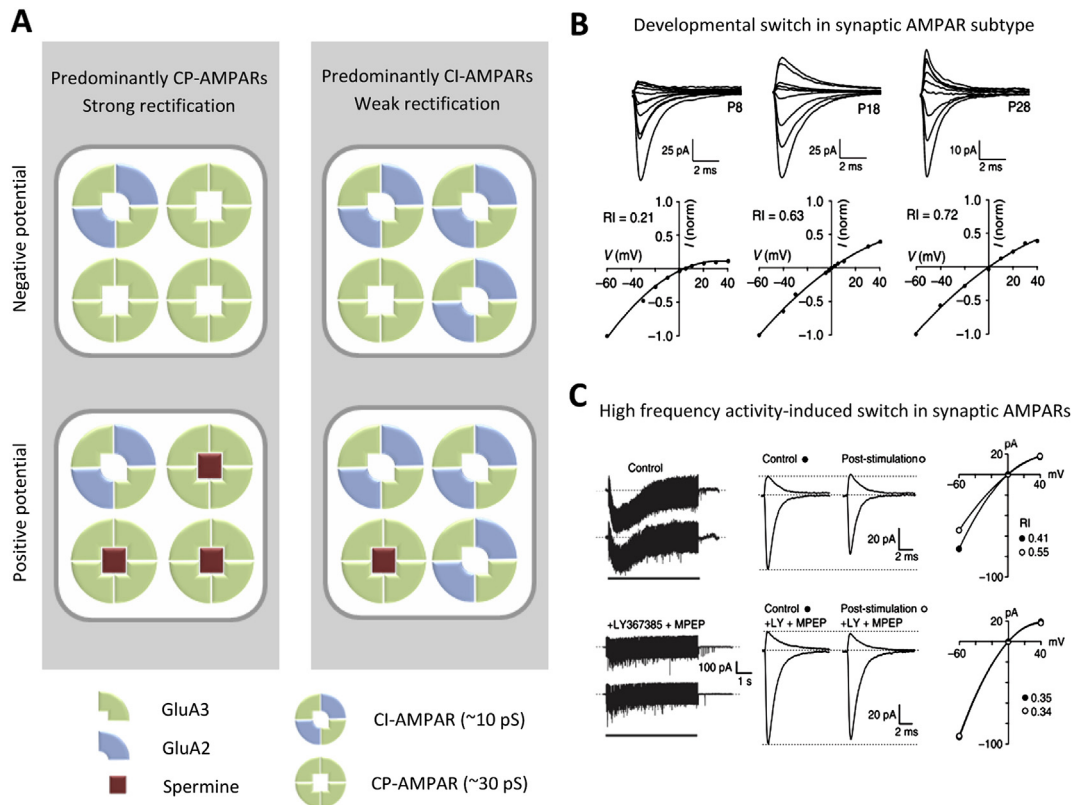 A
Predominantly CP-AMPARs
Strong rectification
Predominantly CI-AMPARs
Weak rectification
Negative potential
Positive potential
GluA3
GluA2
Spermine
CI-AMPAR (~10 pS)
CP-AMPAR (~30 pS)
B
Developmental switch in synaptic AMPAR subtype
P8
25 pA
2 ms
P18
25 pA
2 ms
P28
10 pA
2 ms
RI = 0.21
1.0
0.5
I (norm)
V (mV)
−60 −40 −20
20 40
−0.5
−1.0
RI = 0.63
1.0
0.5
I (norm)
V (mV)
−60 −40 −20
20 40
−0.5
−1.0
RI = 0.72
1.0
0.5
I (norm)
V (mV)
−60 −40 −20
20 40
−0.5
−1.0
C
High frequency activity-induced switch in synaptic AMPARs
Control
Control
Post-stimulation
20 pA
2 ms
pA
20
mV
−60
40
RI
0.41
0.55
−100
+LY367385 + MPEP
100 pA
1 s
Control
+LY + MPEP
Post-stimulation
+LY + MPEP
20 pA
2 ms
pA
20
mV
−60
40
0.35
0.34
−100